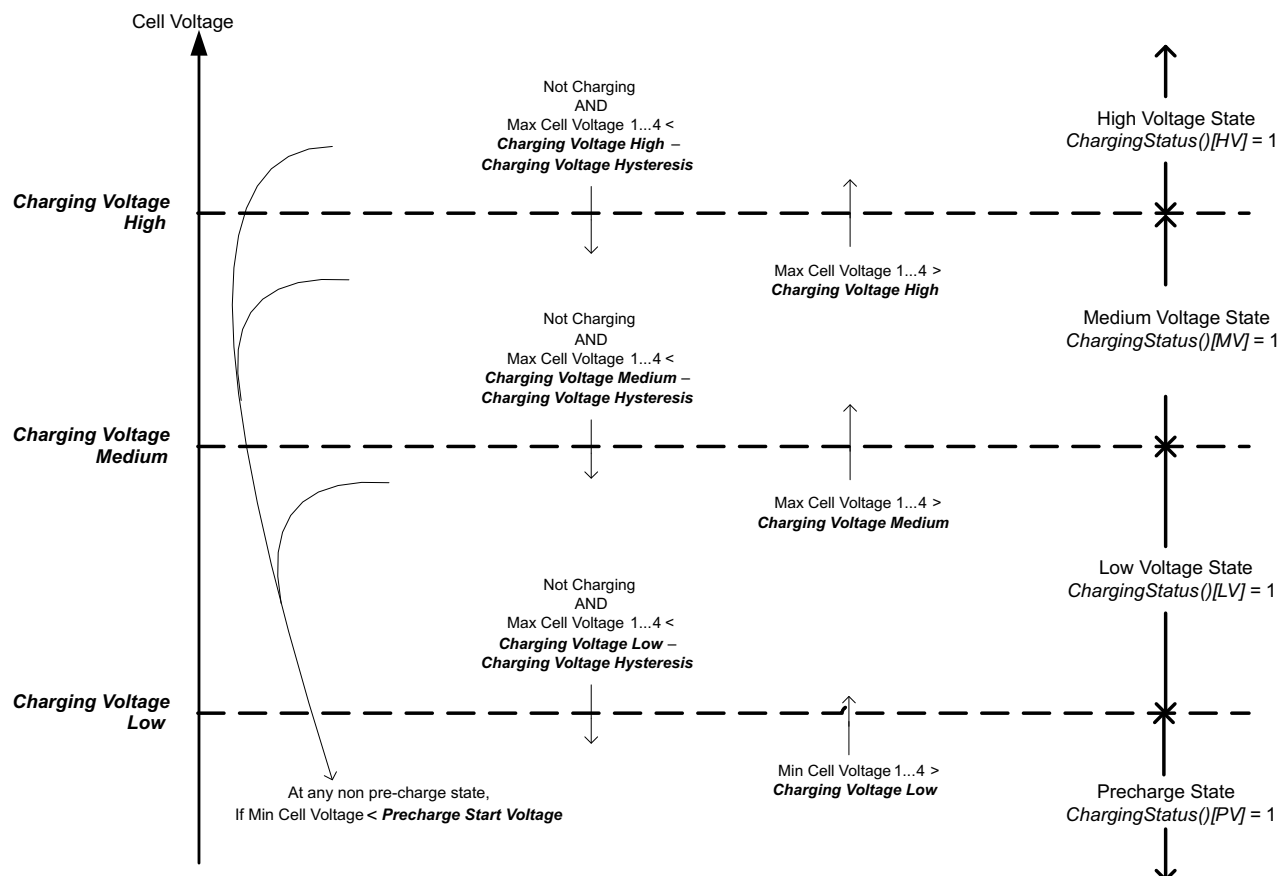 Cell Voltage
Not Charging
AND
Max Cell Voltage 1...4 <
Charging Voltage High –
Charging Voltage Hysteresis
High Voltage State
ChargingStatus()[HV] = 1
Charging Voltage
High
Max Cell Voltage 1...4 >
Charging Voltage High
Not Charging
AND
Max Cell Voltage 1...4 <
Charging Voltage Medium –
Charging Voltage Hysteresis
Medium Voltage State
ChargingStatus()[MV] = 1
Charging Voltage
Medium
Max Cell Voltage 1...4 >
Charging Voltage Medium
Not Charging
AND
Max Cell Voltage 1...4 <
Charging Voltage Low –
Charging Voltage Hysteresis
Low Voltage State
ChargingStatus()[LV] = 1
Charging Voltage
Low
Min Cell Voltage 1...4 >
Charging Voltage Low
At any non pre-charge state,
If Min Cell Voltage < Precharge Start Voltage
Precharge State
ChargingStatus()[PV] = 1